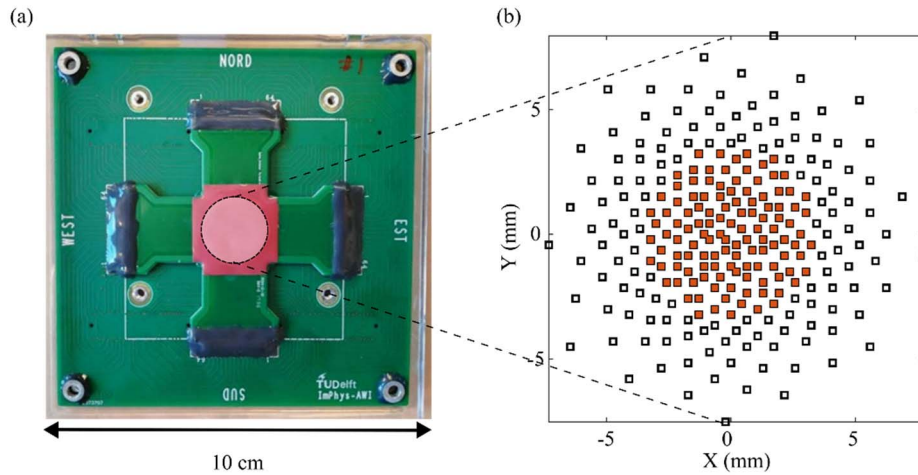 (a)
(b)
NORD
#1
WEST
EST
SUD
TUDelft
ImPhys-AWI
10 cm
5
0
-5
Y (mm)
-5
0
5
X (mm)